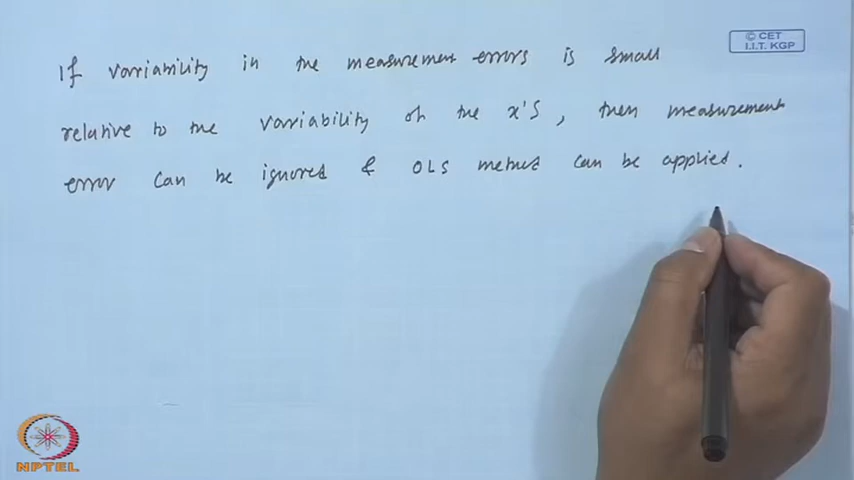 © CET
I.I.T. KGP
If variability in the measurement errors is small
relative to the variability of the x's, then measurement
error can be ignored & OLS method can be applied.
NPTEL